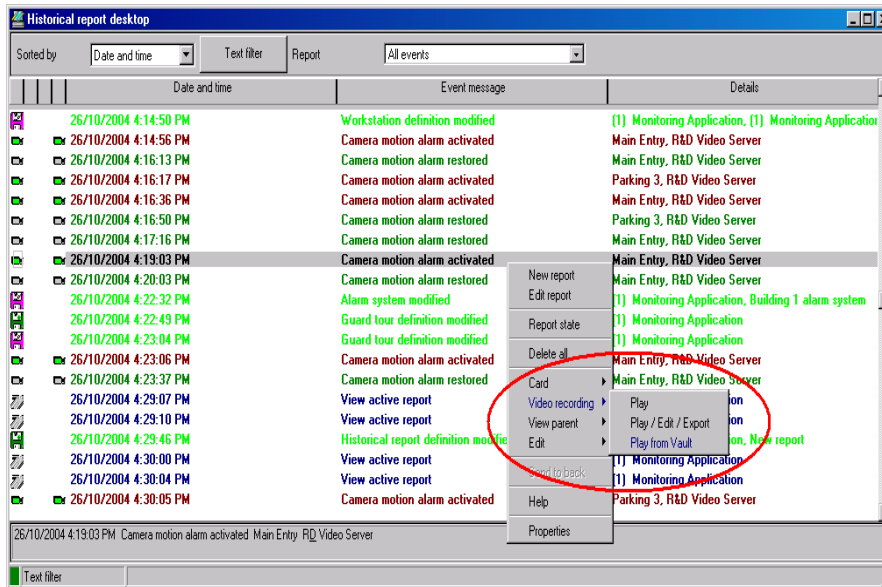 Historical report desktop
Sorted by Date and time Text filter Report All events
Date and time Event message Details
26/10/2004 4:14:50 PM Workstation definition modified (1) Monitoring Application, (1) Monitoring Application
26/10/2004 4:14:56 PM Camera motion alarm activated Main Entry, R&D Video Server
26/10/2004 4:16:13 PM Camera motion alarm restored Main Entry, R&D Video Server
26/10/2004 4:16:17 PM Camera motion alarm activated Parking 3, R&D Video Server
26/10/2004 4:16:36 PM Camera motion alarm activated Main Entry, R&D Video Server
26/10/2004 4:16:50 PM Camera motion alarm restored Parking 3, R&D Video Server
26/10/2004 4:17:16 PM Camera motion alarm restored Main Entry, R&D Video Server
26/10/2004 4:19:03 PM Camera motion alarm activated Main Entry, R&D Video Server
26/10/2004 4:20:03 PM Camera motion alarm restored Main Entry, R&D Video Server
26/10/2004 4:22:32 PM Alarm system modified 1) Monitoring Application, Building 1 alarm system
26/10/2004 4:22:49 PM Guard tour definition modified 1) Monitoring Application
26/10/2004 4:23:04 PM Guard tour definition modified 1) Monitoring Application
26/10/2004 4:23:06 PM Camera motion alarm activated Main Entry, R&D Video Server
26/10/2004 4:23:37 PM Camera motion alarm restored Main Entry, R&D Video Server
26/10/2004 4:29:07 PM View active report
26/10/2004 4:29:10 PM View active report
26/10/2004 4:29:46 PM Historical report definition modifie on, New report
26/10/2004 4:30:00 PM View active report (1) Monitoring Application
26/10/2004 4:30:04 PM View active report (1) Monitoring Application
26/10/2004 4:30:05 PM Camera motion alarm activated Parking 3, R&D Video Server
New report
Edit report
Report state
Delete all
Card
Video recording
View parent
Edit
Send to back
Help
Properties
Play
Play / Edit / Export
Play from Vault
26/10/2004 4:19:03 PM Camera motion alarm activated Main Entry RD Video Server
Text filter